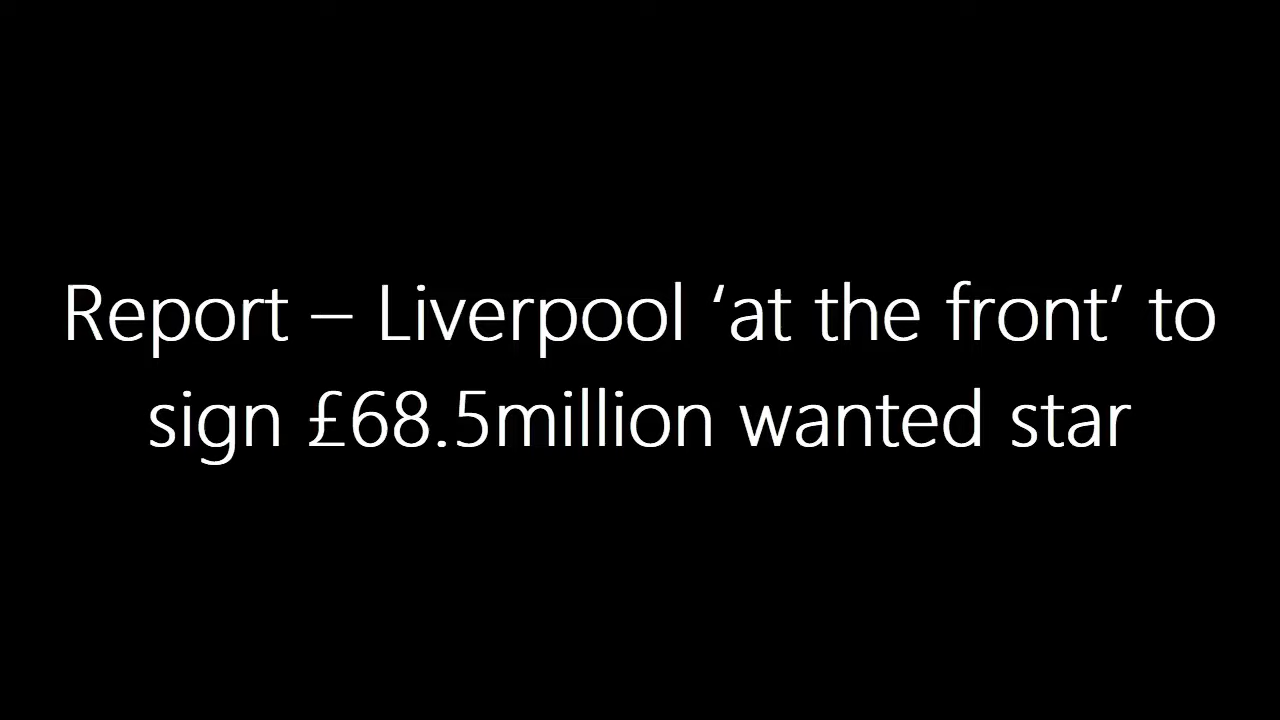 Report – Liverpool ‘at the front’ to
sign £68.5million wanted star